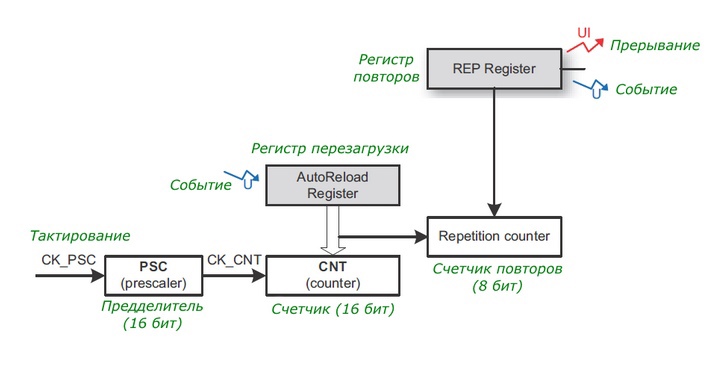 UI
Прерывание
Регистр
повторов
REP Register
U
Событие
Регистр перезагрузки
Событие
U
AutoReload
Register
Тактирование
CK_PSC
PSC
(prescaler)
CK_CNT
CNT
(counter)
Repetition counter
Предделитель
(16 бит)
Счетчик (16 бит)
Счетчик повторов
(8 бит)